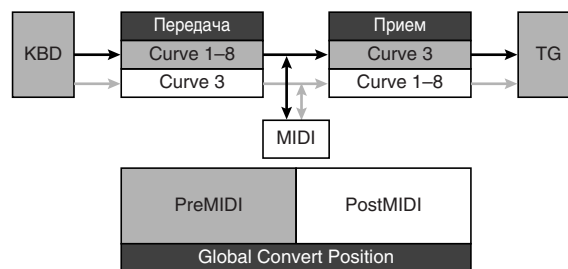 Передача
Прием
KBD
Curve 1–8
Curve 3
TG
Curve 3
Curve 1–8
MIDI
PreMIDI
PostMIDI
Global Convert Position